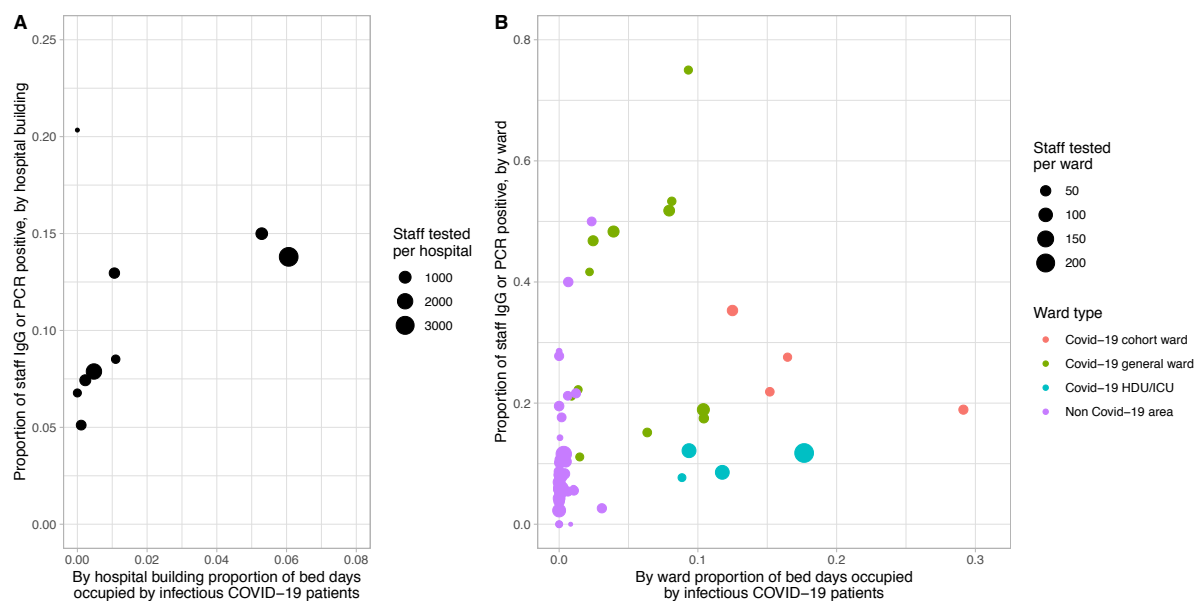 A
Proportion of staff IgG or PCR positive, by hospital building
0.25
0.20
0.15
0.10
0.05
0.00
0.00
0.02
0.04
0.06
0.08
By hospital building proportion of bed days
occupied by infectious COVID−19 patients
Staff tested
per hospital
1000
2000
3000
B
Proportion of staff IgG or PCR positive, by ward
0.8
0.6
0.4
0.2
0.0
0.0
0.1
0.2
0.3
By ward proportion of bed days occupied
by infectious COVID−19 patients
Staff tested
per ward
50
100
150
200
Ward type
Covid−19 cohort ward
Covid−19 general ward
Covid−19 HDU/ICU
Non Covid−19 area